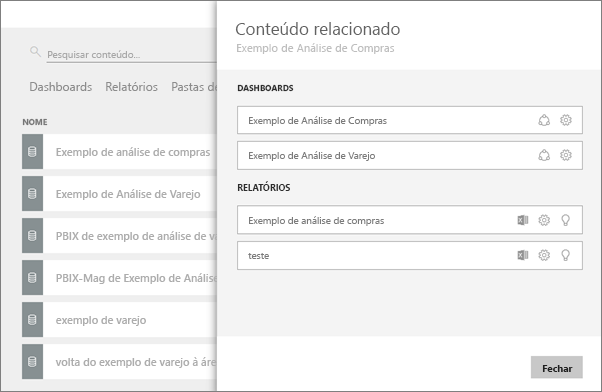 Pesquisar conteúdo...
Dashboards Relatórios Pastas de
NOME
Exemplo de análise de compras
Exemplo de Análise de Varejo
PBIX de exemplo de análise de va
PBIX-Mag de Exemplo de Análise
exemplo de varejo
volta do exemplo de varejo à áre
Conteúdo relacionado
Exemplo de Análise de Compras
DASHBOARDS
Exemplo de Análise de Compras
Exemplo de Análise de Varejo
RELATÓRIOS
Exemplo de análise de compras
teste
Fechar